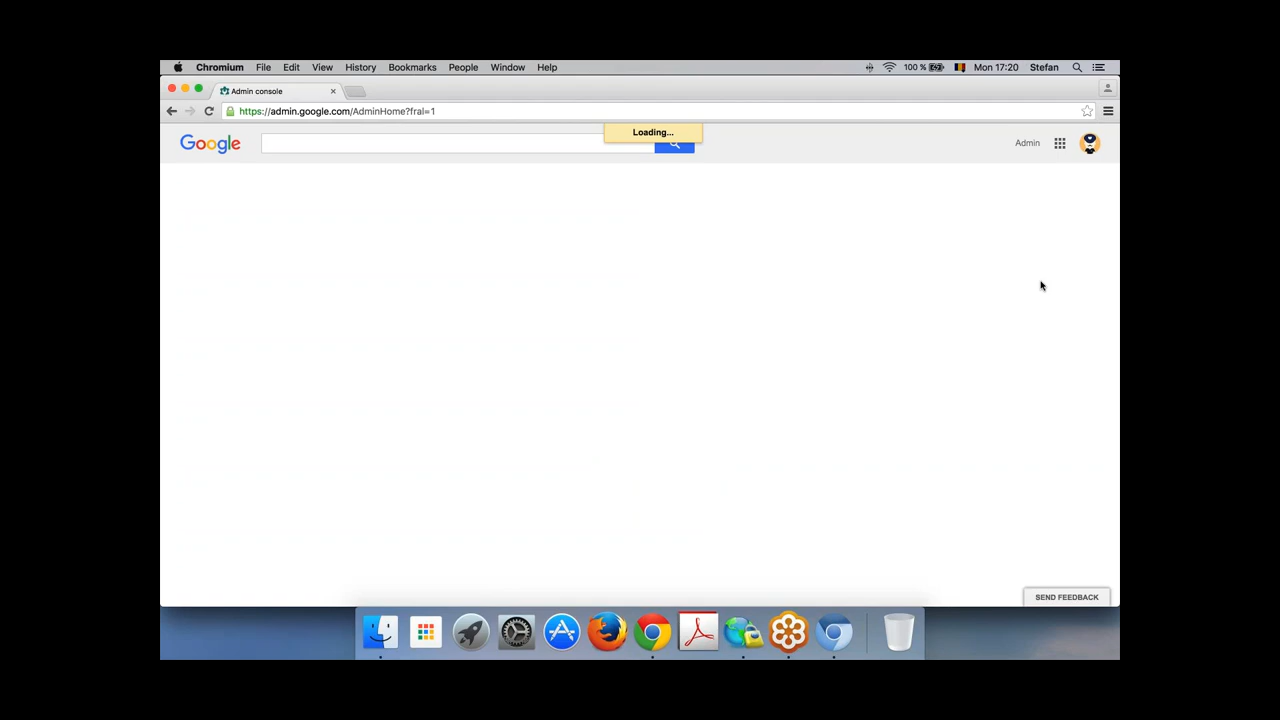 Chromium File Edit View History Bookmarks People Window Help 100 % Mon 17:20 Stefan
Admin console
https://admin.google.com/AdminHome?fral=1
Loading...
Google
Admin
SEND FEEDBACK